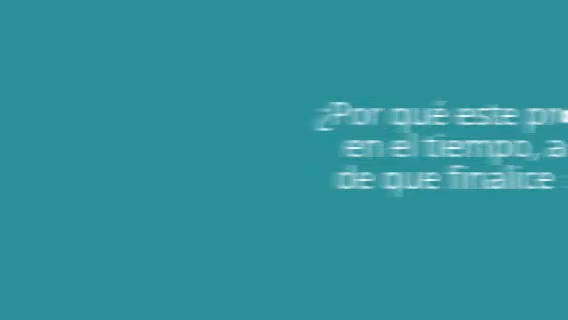 ¿Por qué este
en el tiempo,
de que finalice